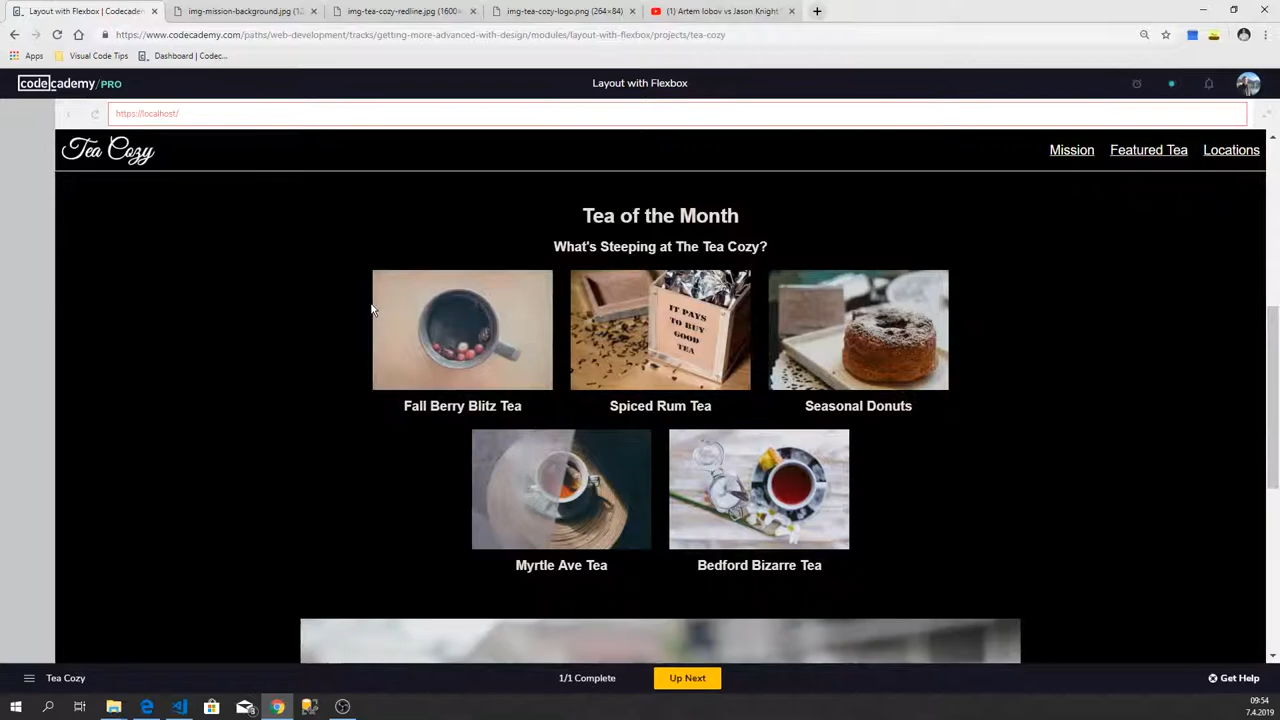 Layout with Flexbox | Codecadem
img-mission-background.jpg (12
img-tea-cozy-redline.jpg (1600×
img-tea-cozy-logo.png (264×84)
(1) Artem lobov vs Jason Knight
https://www.codecademy.com/paths/web-development/tracks/getting-more-advanced-with-design/modules/layout-with-flexbox/projects/tea-cozy
Apps
Visual Code Tips
Dashboard | Codec...
codecademy/PRO
Layout with Flexbox
https://localhost/
Tea Cozy
Mission
Featured Tea
Locations
Tea of the Month
What's Steeping at The Tea Cozy?
IT PAYS
TO BUY
GOOD
TEA
Fall Berry Blitz Tea
Spiced Rum Tea
Seasonal Donuts
Myrtle Ave Tea
Bedford Bizarre Tea
Tea Cozy
1/1 Complete
Up Next
Get Help
09:54
7.4.2019